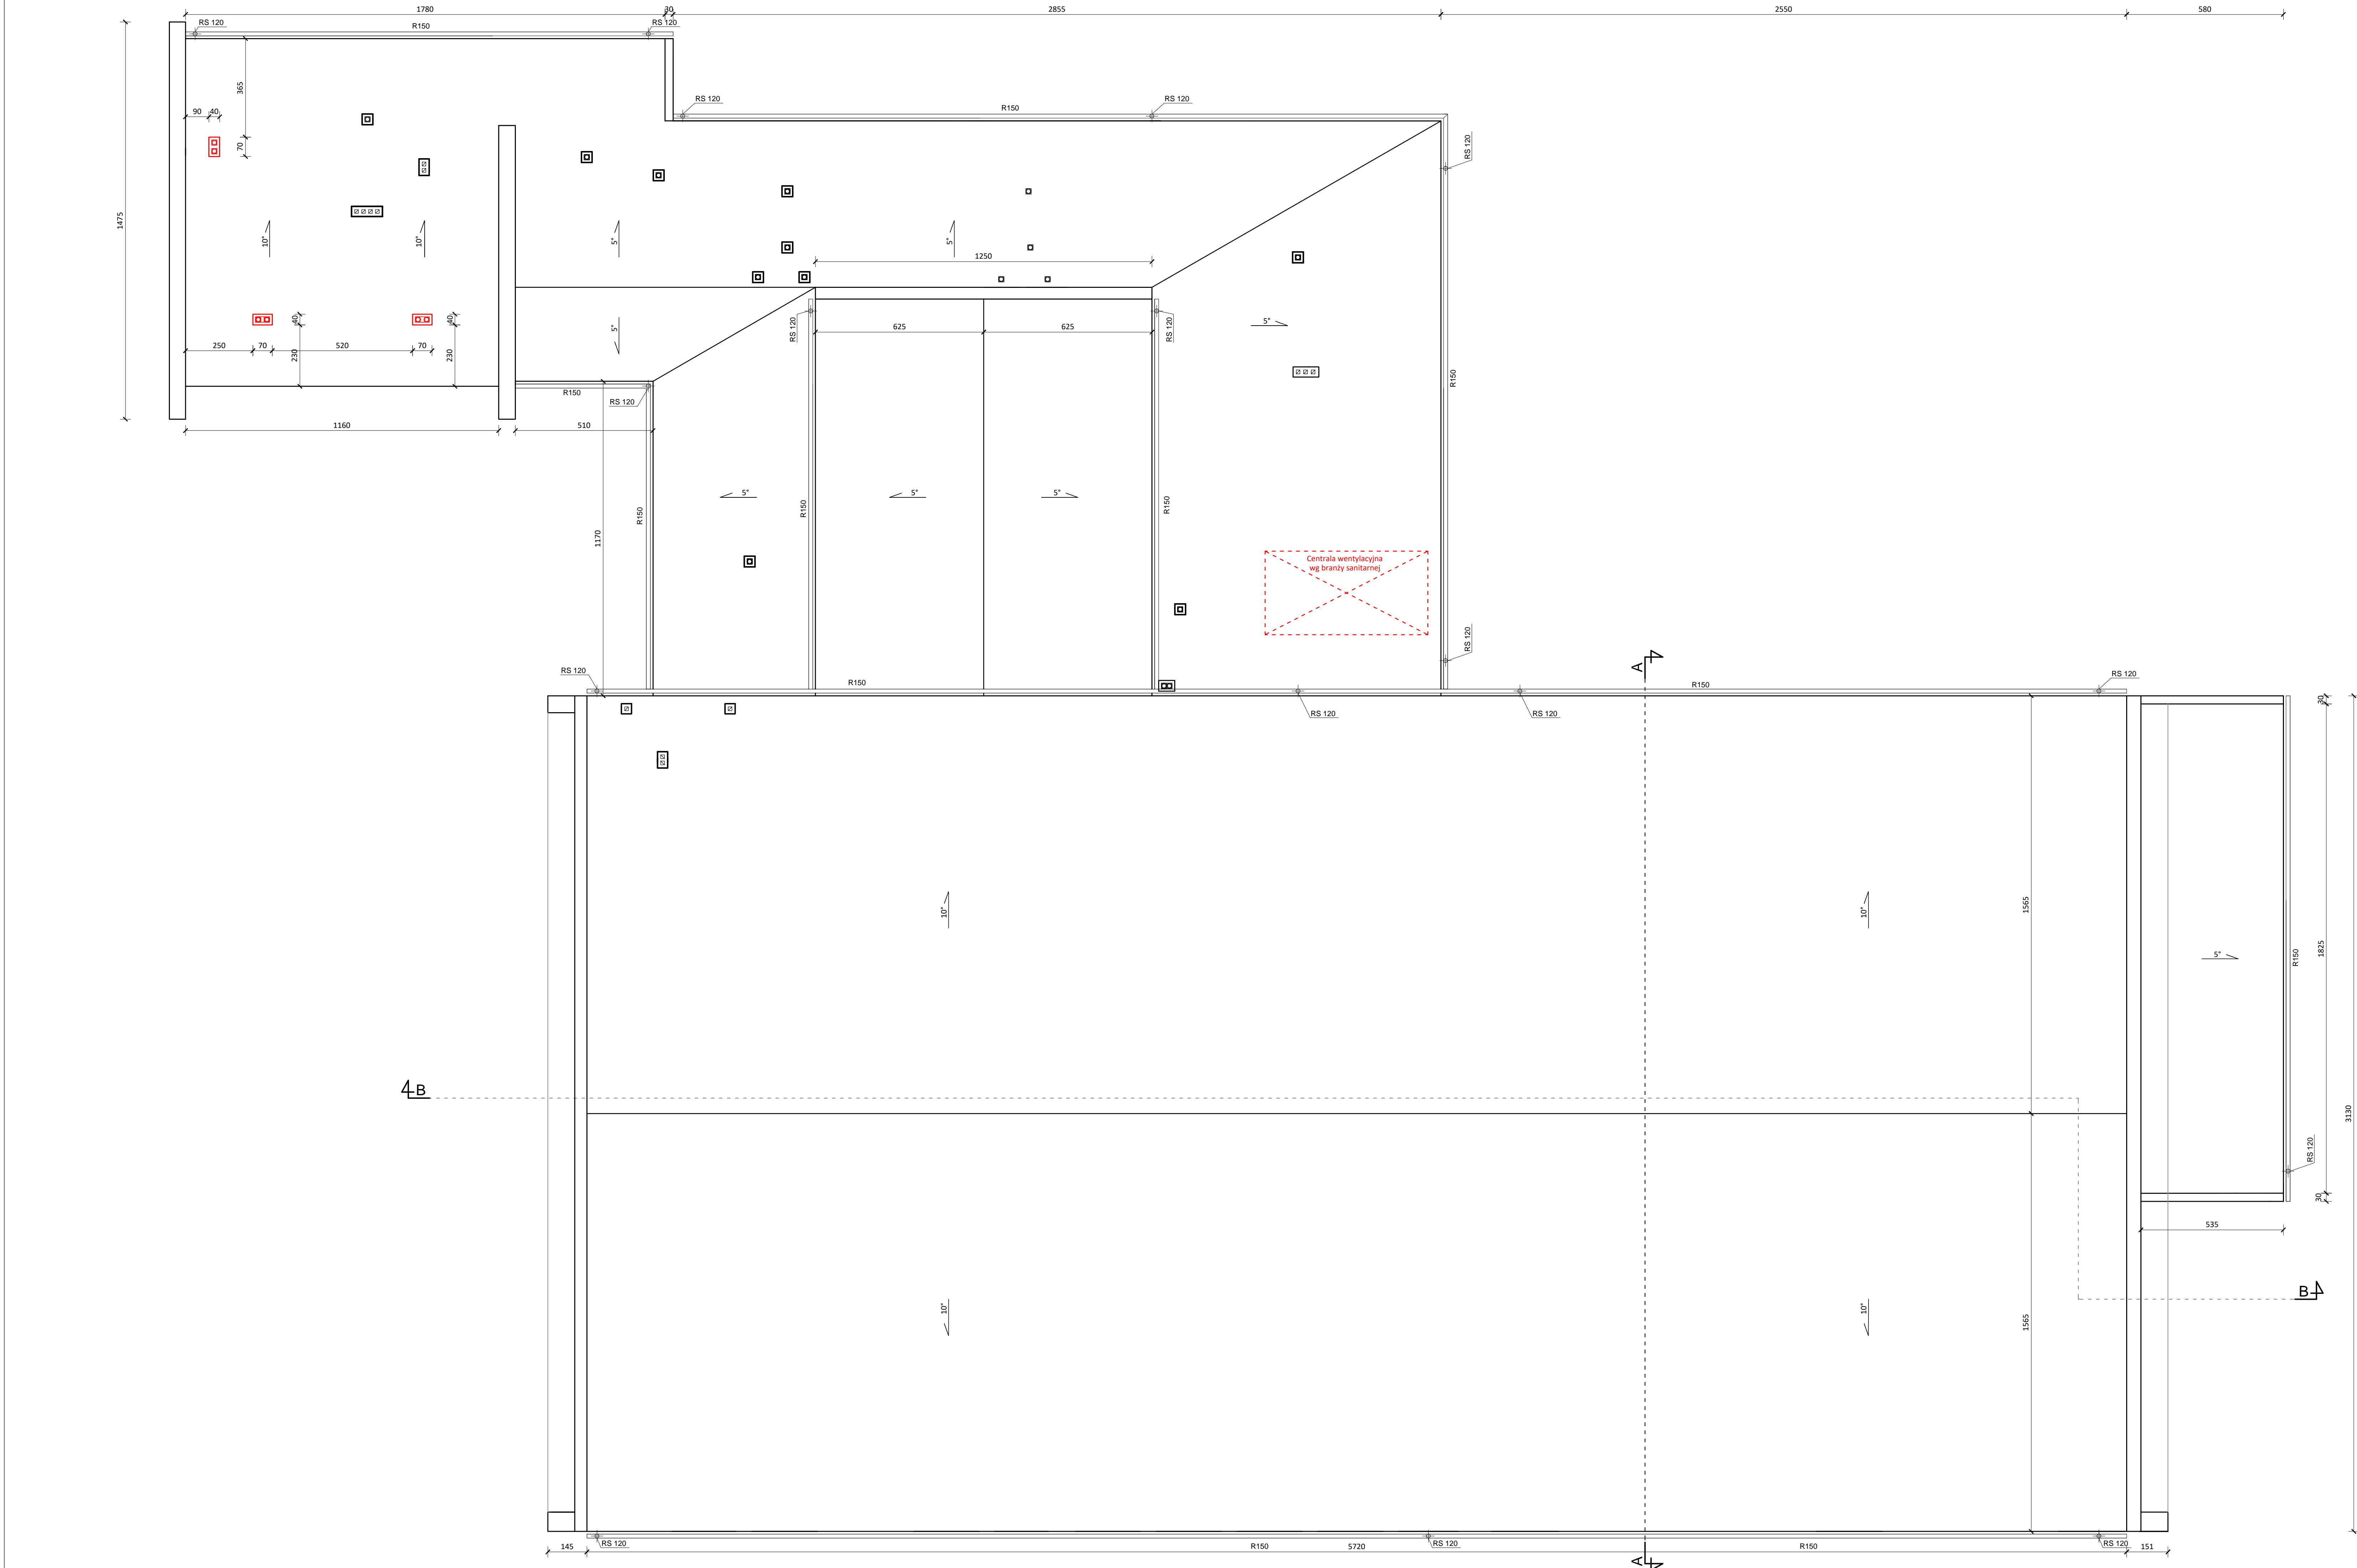 1780
30
2855
2550
580
RS 120
R150
RS 120
RS 120
R150
RS 120
365
90
40
70
RS 120
1475
10°
10°
5°
5°
1250
5°
5°
40
40
RS 120
625
625
RS 120
250
70
520
70
230
230
R150
R150
RS 120
1160
510
5°
5°
5°
R150
R150
R150
1170
Centrala wentylacyjna
wg branży sanitarnej
RS 120
A
RS 120
R150
R150
RS 120
RS 120
RS 120
30
10°
10°
1565
1825
5°
R150
B
3130
RS 120
30
535
B
10°
10°
1565
RS 120
RS 120
RS 120
145
R150
5720
R150
151
A